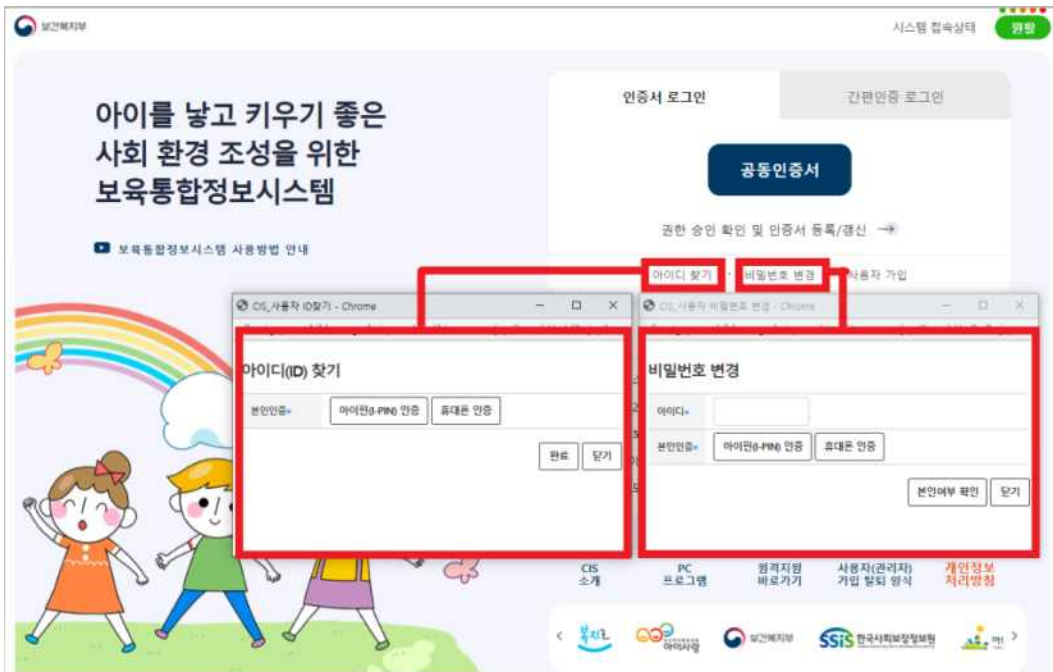 보건복지부
시스템 접속상태
원활
아이를 낳고 키우기 좋은
사회 환경 조성을 위한
보육통합정보시스템
보육통합정보시스템 사용방법 안내
인증서 로그인
간편인증 로그인
공동인증서
권한 승인 확인 및 인증서 등록/갱신
아이디 찾기 · 비밀번호 변경 사용자 가입
CIS_사용자 ID찾기 - Chrome
아이디(ID) 찾기
본인인증*
아이핀(I-PIN) 인증
휴대폰 인증
완료
닫기
CIS_사용자 비밀번호 변경 - Chrome
비밀번호 변경
아이디*
본인인증*
아이핀(I-PIN) 인증
휴대폰 인증
본인여부 확인
닫기
CIS
소개
PC
프로그램
원격지원
바로가기
사용자(관리자)
가입 탈퇴 양식
개인정보
처리방침
복지로
아이사랑
보건복지부
SSiS 한국사회보장정보원